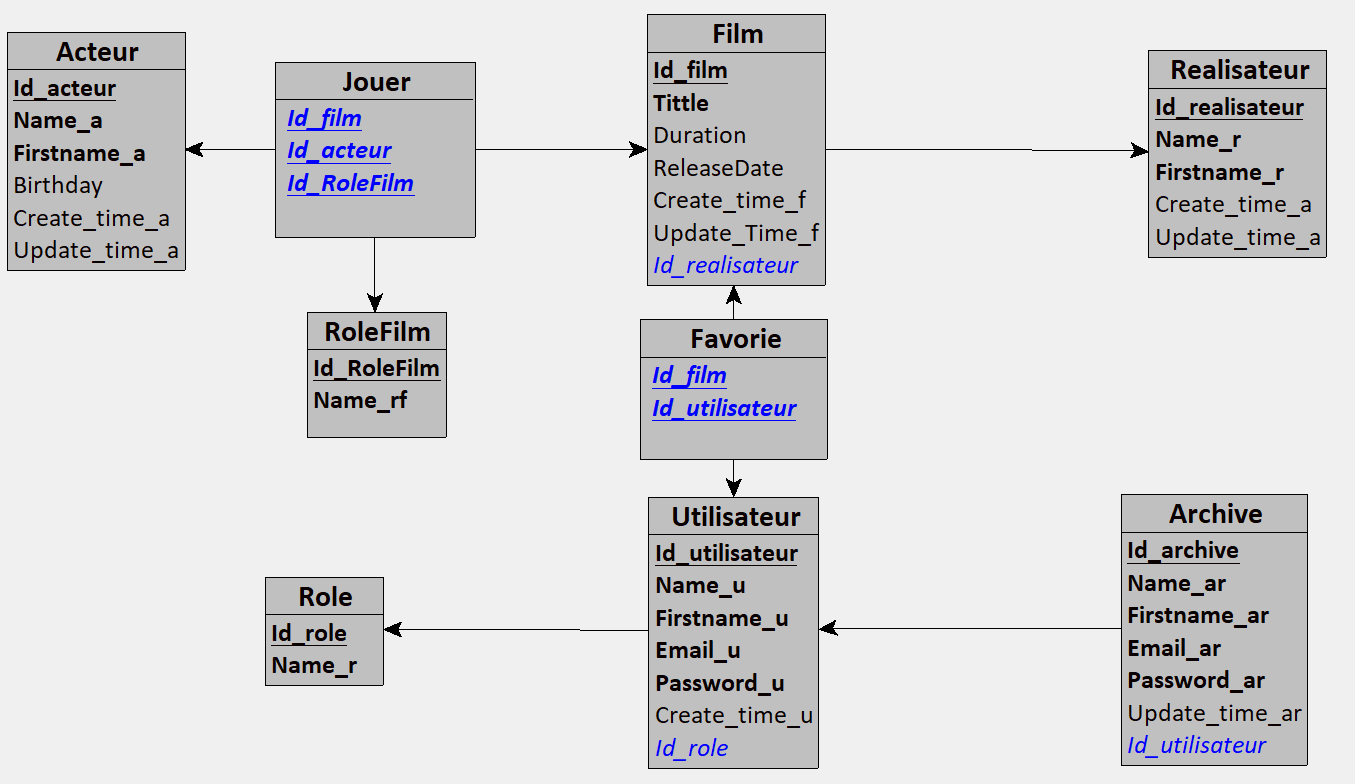 Acteur
Id_acteur
Name_a
Firstname_a
Birthday
Create_time_a
Update_time_a
Jouer
Id_film
Id_acteur
Id_RoleFilm
Film
Id_film
Tittle
Duration
ReleaseDate
Create_time_f
Update_Time_f
Id_realisateur
Realisateur
Id_realisateur
Name_r
Firstname_r
Create_time_a
Update_time_a
RoleFilm
Id_RoleFilm
Name_rf
Favorie
Id_film
Id_utilisateur
Role
Id_role
Name_r
Utilisateur
Id_utilisateur
Name_u
Firstname_u
Email_u
Password_u
Create_time_u
Id_role
Archive
Id_archive
Name_ar
Firstname_ar
Email_ar
Password_ar
Update_time_ar
Id_utilisateur